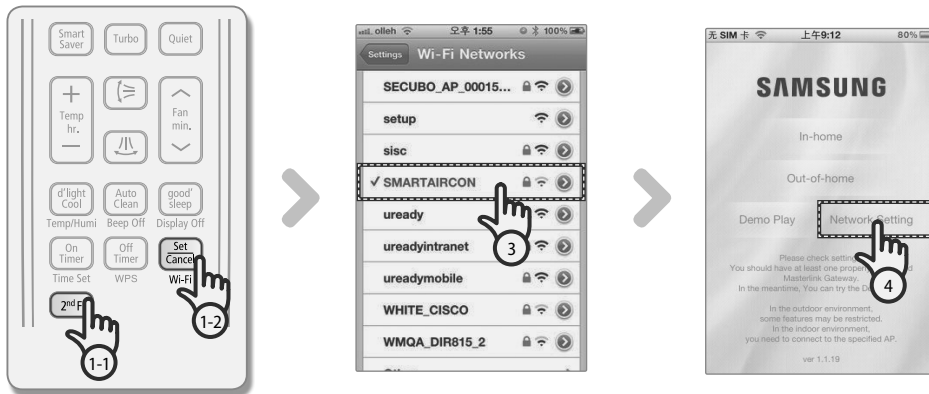 Smart
Saver
Turbo
Quiet
Temp
hr.
Fan
min.
d'light
Cool
Auto
Clean
good'
sleep
Temp/Humi
Beep Off
Display Off
On
Timer
Off
Timer
Set
Cancel
Time Set
WPS
Wi-Fi
2nd F
1-1
1-2
olleh
오후 1:55
100%
Settings
Wi-Fi Networks
SECUBO_AP_00015...
setup
sisc
✓ SMARTAIRCON
uready
ureadyintranet
ureadymobile
WHITE_CISCO
WMQA_DIR815_2
3
无 SIM 卡
上午9:12
80%
SAMSUNG
In-home
Out-of-home
Demo Play
Network Setting
4
Please check setting
You should have at least one
Masterlink Gateway.
In the meantime, You can try the
In the outdoor environment,
some features may be restricted.
In the indoor environment,
you need to connect to the specified AP.
ver 1.1.19